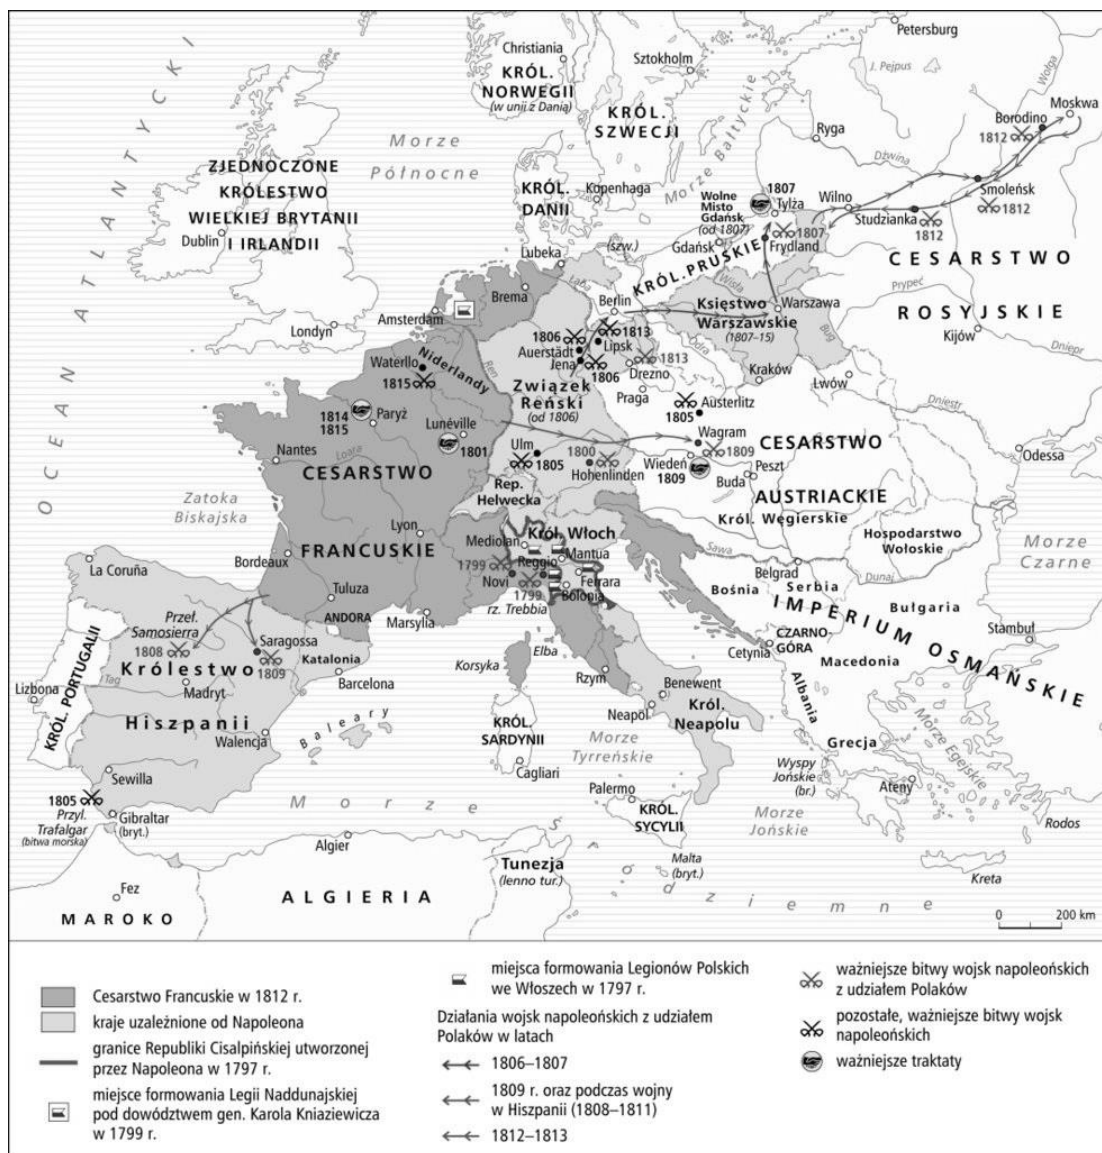 Petersburg
Christiania
Sztokholm
KRÓL.
NORWEGII
(w unii z Danią)
KRÓL.
SZWECJI
J. Pejpus
Wołga
Moskwa
Borodino
1812
Ryga
Dźwina
Smoleńsk
1812
Morze Bałtyckie
OCEAN ATLANTYCKI
Morze
Północne
ZJEDNOCZONE
KRÓLESTWO
WIELKIEJ BRYTANII
I IRLANDII
Dublin
Londyn
KRÓL.
DANII
Kopenhaga
Wolne
Misto
Gdańsk
(od 1807)
1807
Tylża
Wilno
Studzianka
1812
1807
Frydland
Gdańsk
KRÓL. PRUSKIE
(szw.)
Lubeka
Łaba
Brema
Amsterdam
Berlin
Wisła
Księstwo
Warszawskie
(1807–15)
Warszawa
Bug
CESARSTWO
ROSYJSKIE
Prypeć
Kijów
Dniepr
1806
1813
Auerstädt
Lipsk
Jena
1806
1813
Drezno
Odra
Praga
Kraków
Lwów
Dniestr
Odessa
Waterllo
1815
Niderlandy
Ren
Związek
Reński
(od 1806)
1814
1815
Paryż
Lunéville
1801
Nantes
Loara
CESARSTWO
FRANCUSKIE
Ulm
1805
1800
Hohenlinden
Austerlitz
1805
Wagram
1809
Wiedeń
1809
Peszt
Buda
CESARSTWO
AUSTRIACKIE
Król. Węgierskie
Hospodarstwo
Wołoskie
Morze
Czarne
Zatoka
Biskajska
Rep.
Helwecka
Lyon
Bordeaux
Tuluza
ANDORA
Marsylia
Król. Włoch
Mediolan
Mantua
1799
Reggio
Novi
1799
Ferrara
Bolonia
rz. Trebbia
Sawa
Belgrad
Dunaj
Bośnia
Serbia
Bułgaria
IMPERIUM OSMAŃSKIE
Stambuł
CZARNO-
GÓRA
Cetynia
Macedonia
Albania
Grecja
La Coruña
Przeł.
Samosierra
1808
Saragossa
1809
Katalonia
Barcelona
Królestwo
Hiszpanii
Tag
Madryt
Walencja
Baleary
KRÓL. PORTUGALII
Lizbona
Sewilla
1805
Przyl.
Trafalgar
(bitwa morska)
Gibraltar
(bryt.)
Korsyka
Elba
Rzym
Benewent
Neapol
Król.
Neapolu
KRÓL.
SARDYNII
Cagliari
Morze
Tyrreńskie
Palermo
KRÓL.
SYCYLII
Morze
Jońskie
Wyspy
Jońskie
(br.)
Ateny
Morze Egejskie
Rodos
Kreta
Malta
(bryt.)
Morze Śródziemne
Algier
ALGIERIA
Tunezja
(lenno tur.)
Fez
MAROKO
0 200 km
Cesarstwo Francuskie w 1812 r.
kraje uzależnione od Napoleona
granice Republiki Cisalpińskiej utworzonej
przez Napoleona w 1797 r.
miejsce formowania Legii Naddunajskiej
pod dowództwem gen. Karola Kniaziewicza
w 1799 r.
miejsca formowania Legionów Polskich
we Włoszech w 1797 r.
Działania wojsk napoleońskich z udziałem
Polaków w latach
1806–1807
1809 r. oraz podczas wojny
w Hiszpanii (1808–1811)
1812–1813
ważniejsze bitwy wojsk napoleońskich
z udziałem Polaków
pozostałe, ważniejsze bitwy wojsk
napoleońskich
ważniejsze traktaty